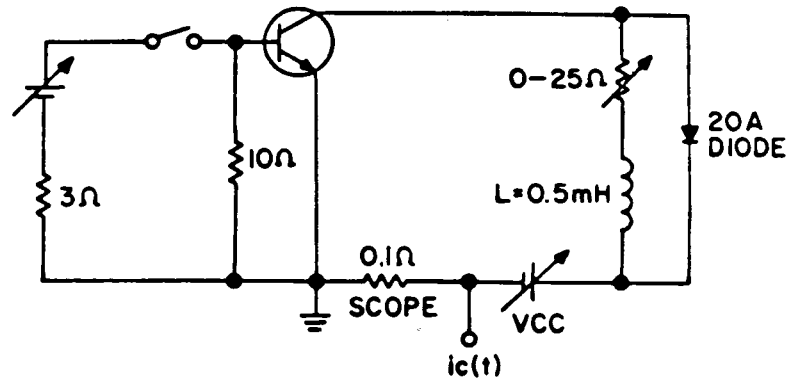 0-25Ω
20A
DIODE
10Ω
3Ω
L=0.5mH
0.1Ω
SCOPE
VCC
ic(t)